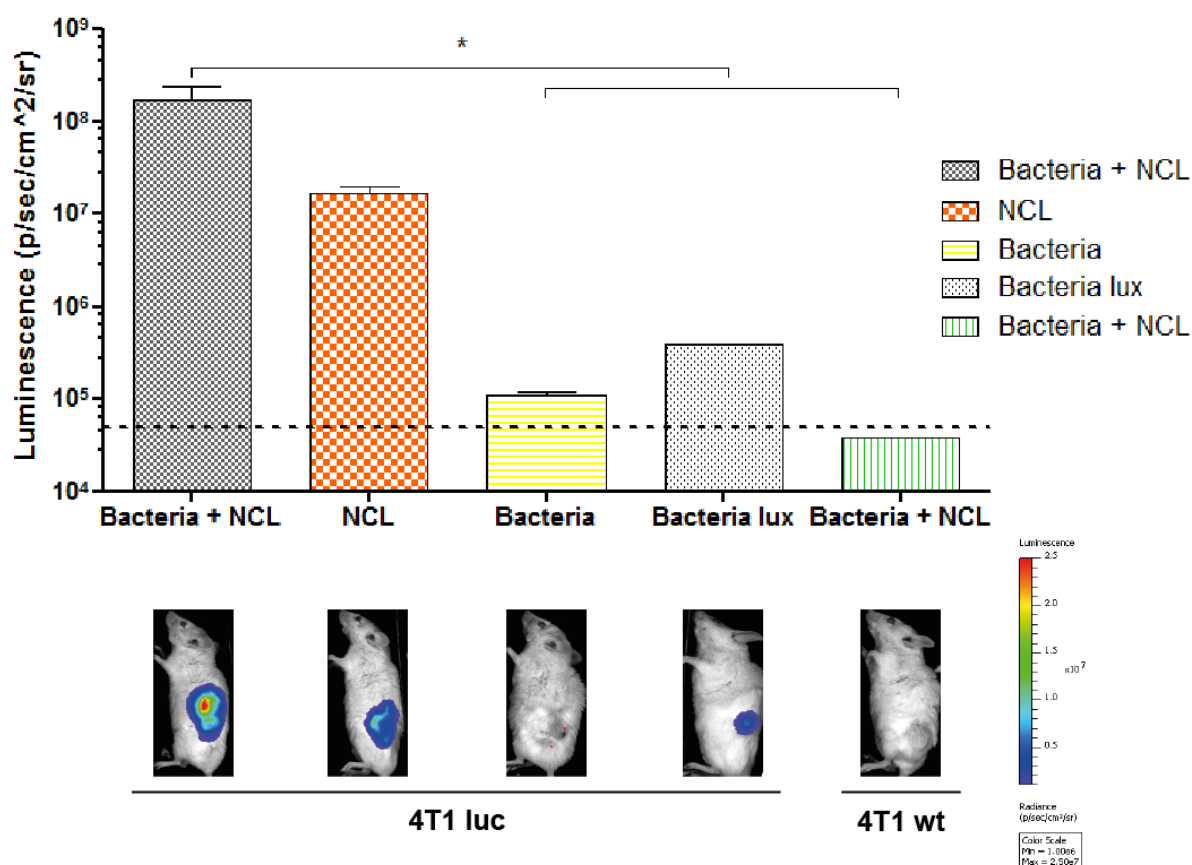 Luminescence (p/sec/cm^2/sr)
10⁹
10⁸
10⁷
10⁶
10⁵
10⁴
*
Bacteria + NCL
NCL
Bacteria
Bacteria lux
Bacteria + NCL
Bacteria + NCL
NCL
Bacteria
Bacteria lux
Bacteria + NCL
Luminescence
2.5
2.0
1.5
x10⁷
1.0
0.5
Radiance
(p/sec/cm²/sr)
Color Scale
Min = 1.00e6
Max = 2.50e7
4T1 luc
4T1 wt